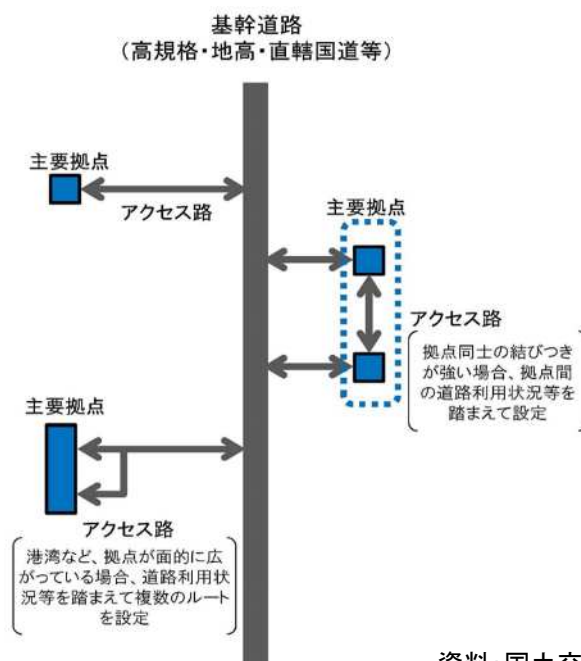 基幹道路
（高規格・地高・直轄国道等）
主要拠点
アクセス路
主要拠点
アクセス路
拠点同士の結びつき
が強い場合、拠点間
の道路利用状況等を
踏まえて設定
主要拠点
アクセス路
港湾など、拠点が面的に広
がっている場合、道路利用状
況等を踏まえて複数のルート
を設定
資料：国土交